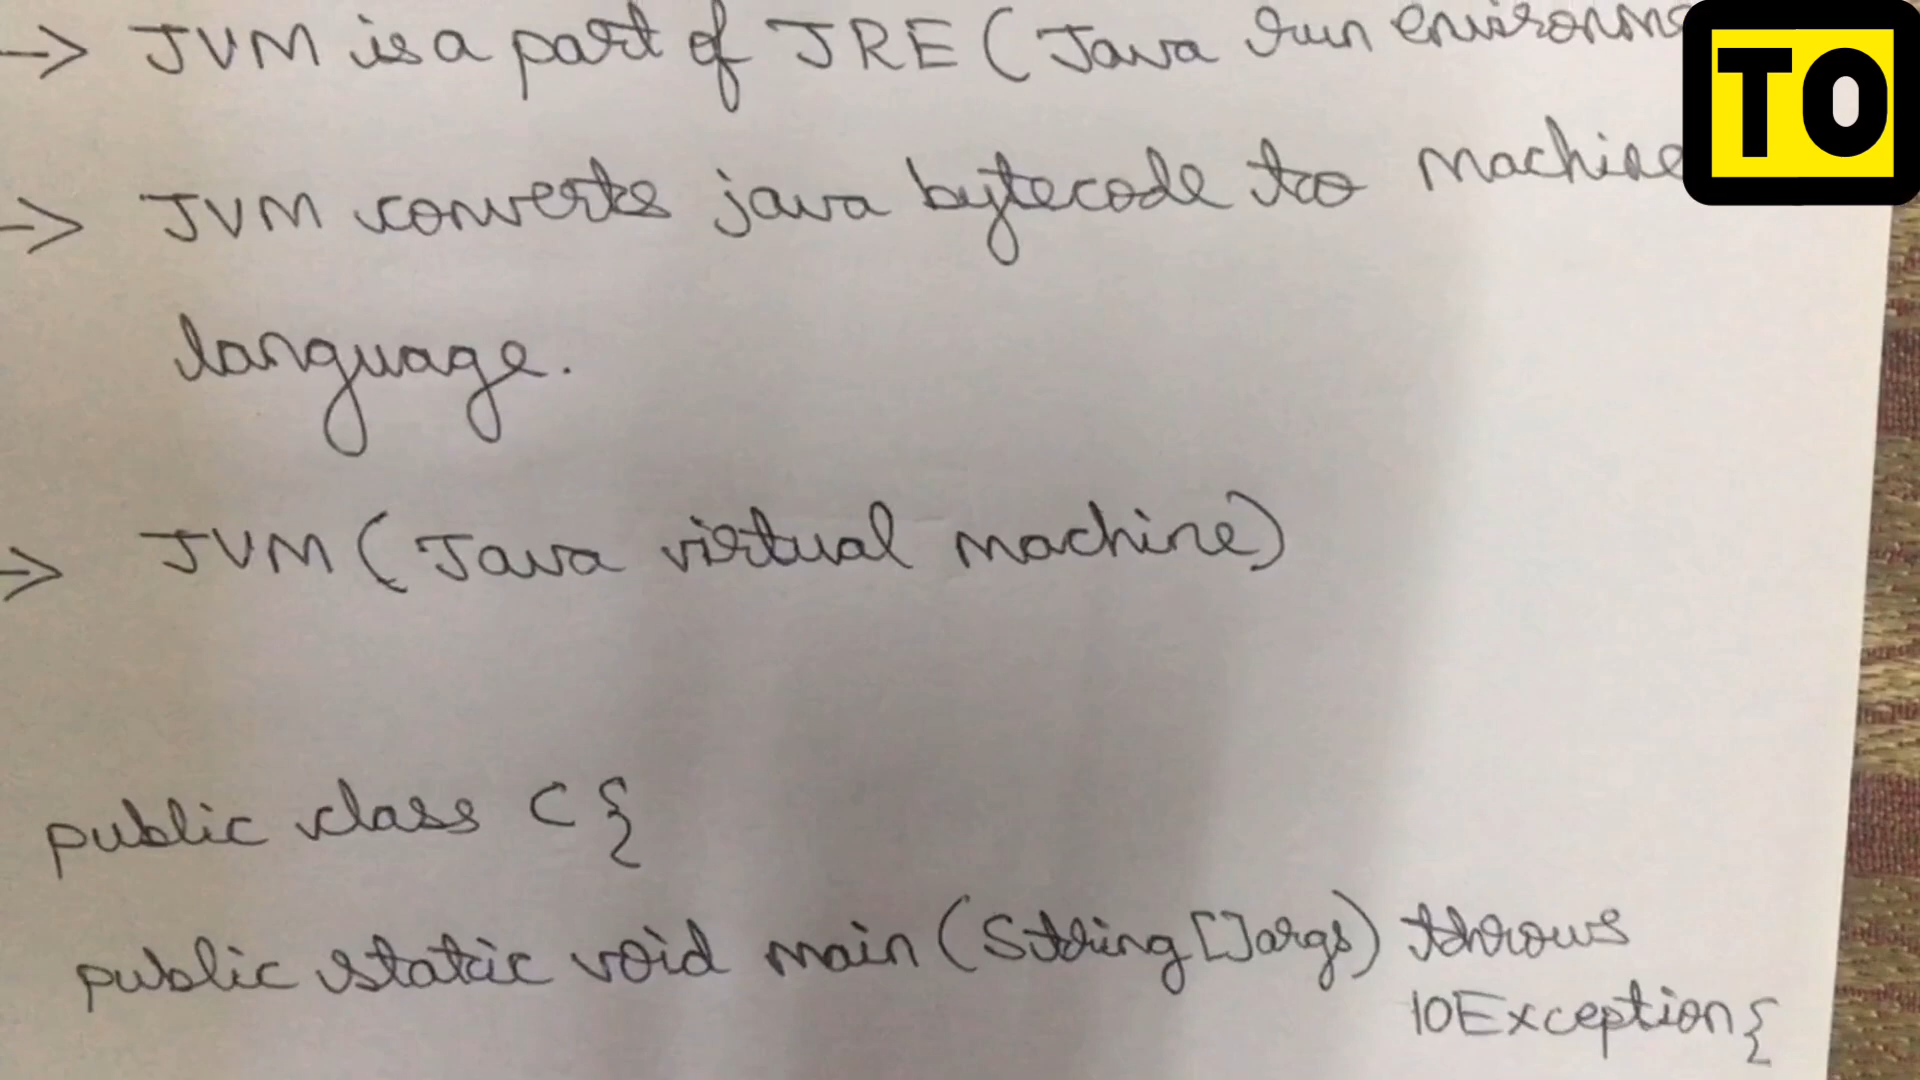 → JVM is a part of JRE (Java run environme
TO
→ JVM converts java bytecode to machine
language.
→ JVM (Java virtual machine)
public class C {
public static void main (String []args) throws
IOException {